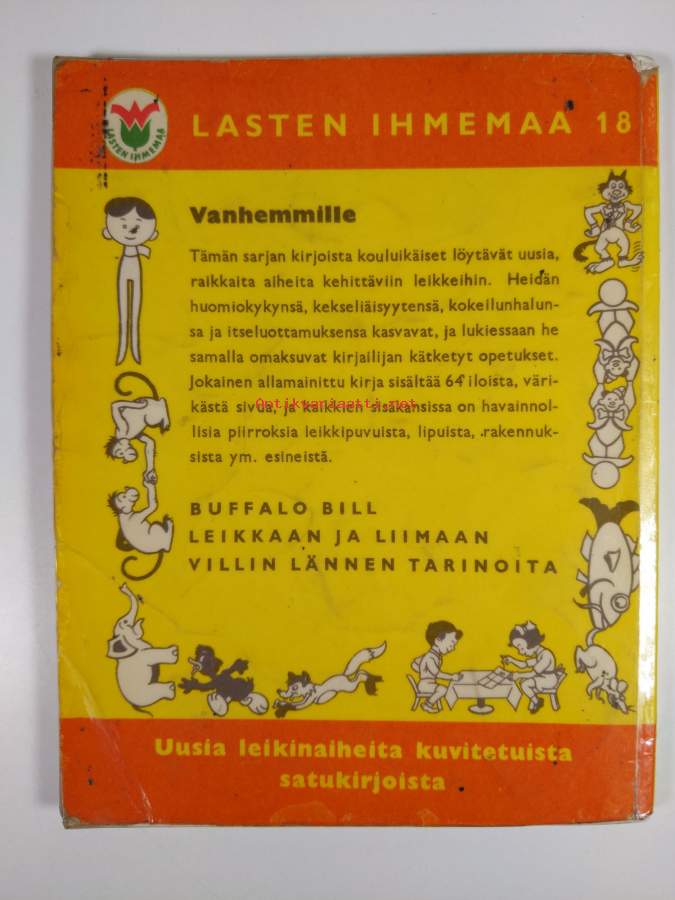 LASTEN IHMEMAA
LASTEN IHMEMAA 18
Vanhemmille
Tämän sarjan kirjoista kouluikäiset löytävät uusia,
raikkaita aiheita kehittäviin leikkeihin. Heidän
huomiokykynsä, kekseliäisyytensä, kokeilunhalun-
sa ja itseluottamuksensa kasvavat, ja lukiessaan he
samalla omaksuvat kirjailijan kätketyt opetukset.
Jokainen allamainittu kirja sisältää 64 iloista, väri-
kästä sivua, ja kaikkien sisäkansissa on havainnol-
lisia piirroksia leikkipuvuista, lipuista, rakennuk-
sista ym. esineistä.
Antikvariaatti.net
BUFFALO BILL
LEIKKAAN JA LIIMAAN
VILLIN LÄNNEN TARINOITA
Uusia leikinaiheita kuvitetuista
satukirjoista